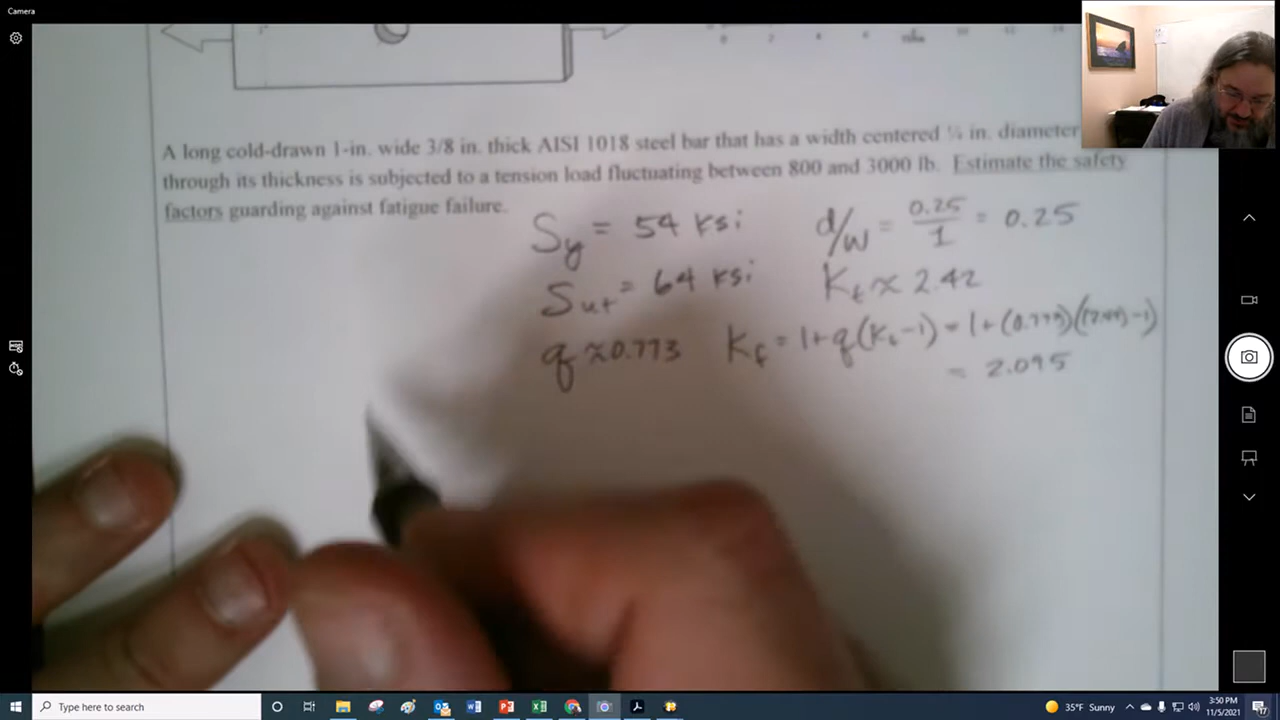 Camera
A long cold-drawn 1-in. wide 3/8 in. thick AISI 1018 steel bar that has a width centered ¼ in. diameter
through its thickness is subjected to a tension load fluctuating between 800 and 3000 lb. Estimate the safety
factors guarding against fatigue failure.
Sy = 54 ksi
d/w = 0.25/1 = 0.25
Sut = 64 ksi
Kt ≈ 2.42
q ≈ 0.773
Kf = 1+q(Kt-1) = 1+(0.773)((2.42)-1)
= 2.095
Type here to search
35°F Sunny
3:50 PM
11/5/2021
17